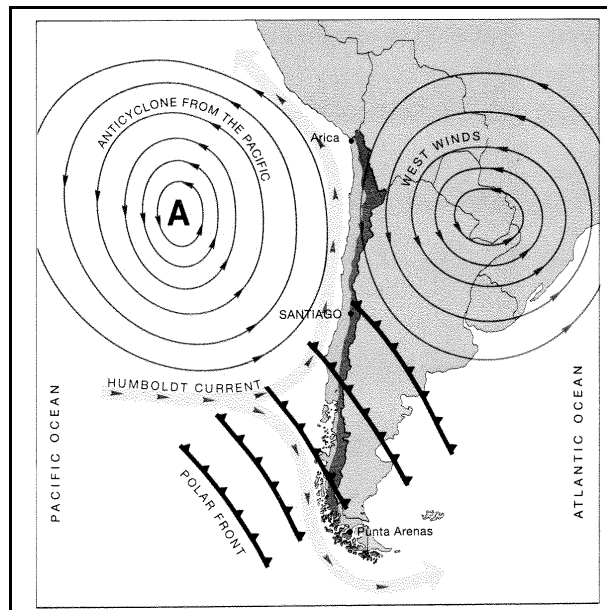 ANTICYCLONE FROM THE PACIFIC
A
WEST WINDS
Arica
SANTIAGO
HUMBOLDT CURRENT
PACIFIC OCEAN
ATLANTIC OCEAN
POLAR FRONT
Punta Arenas